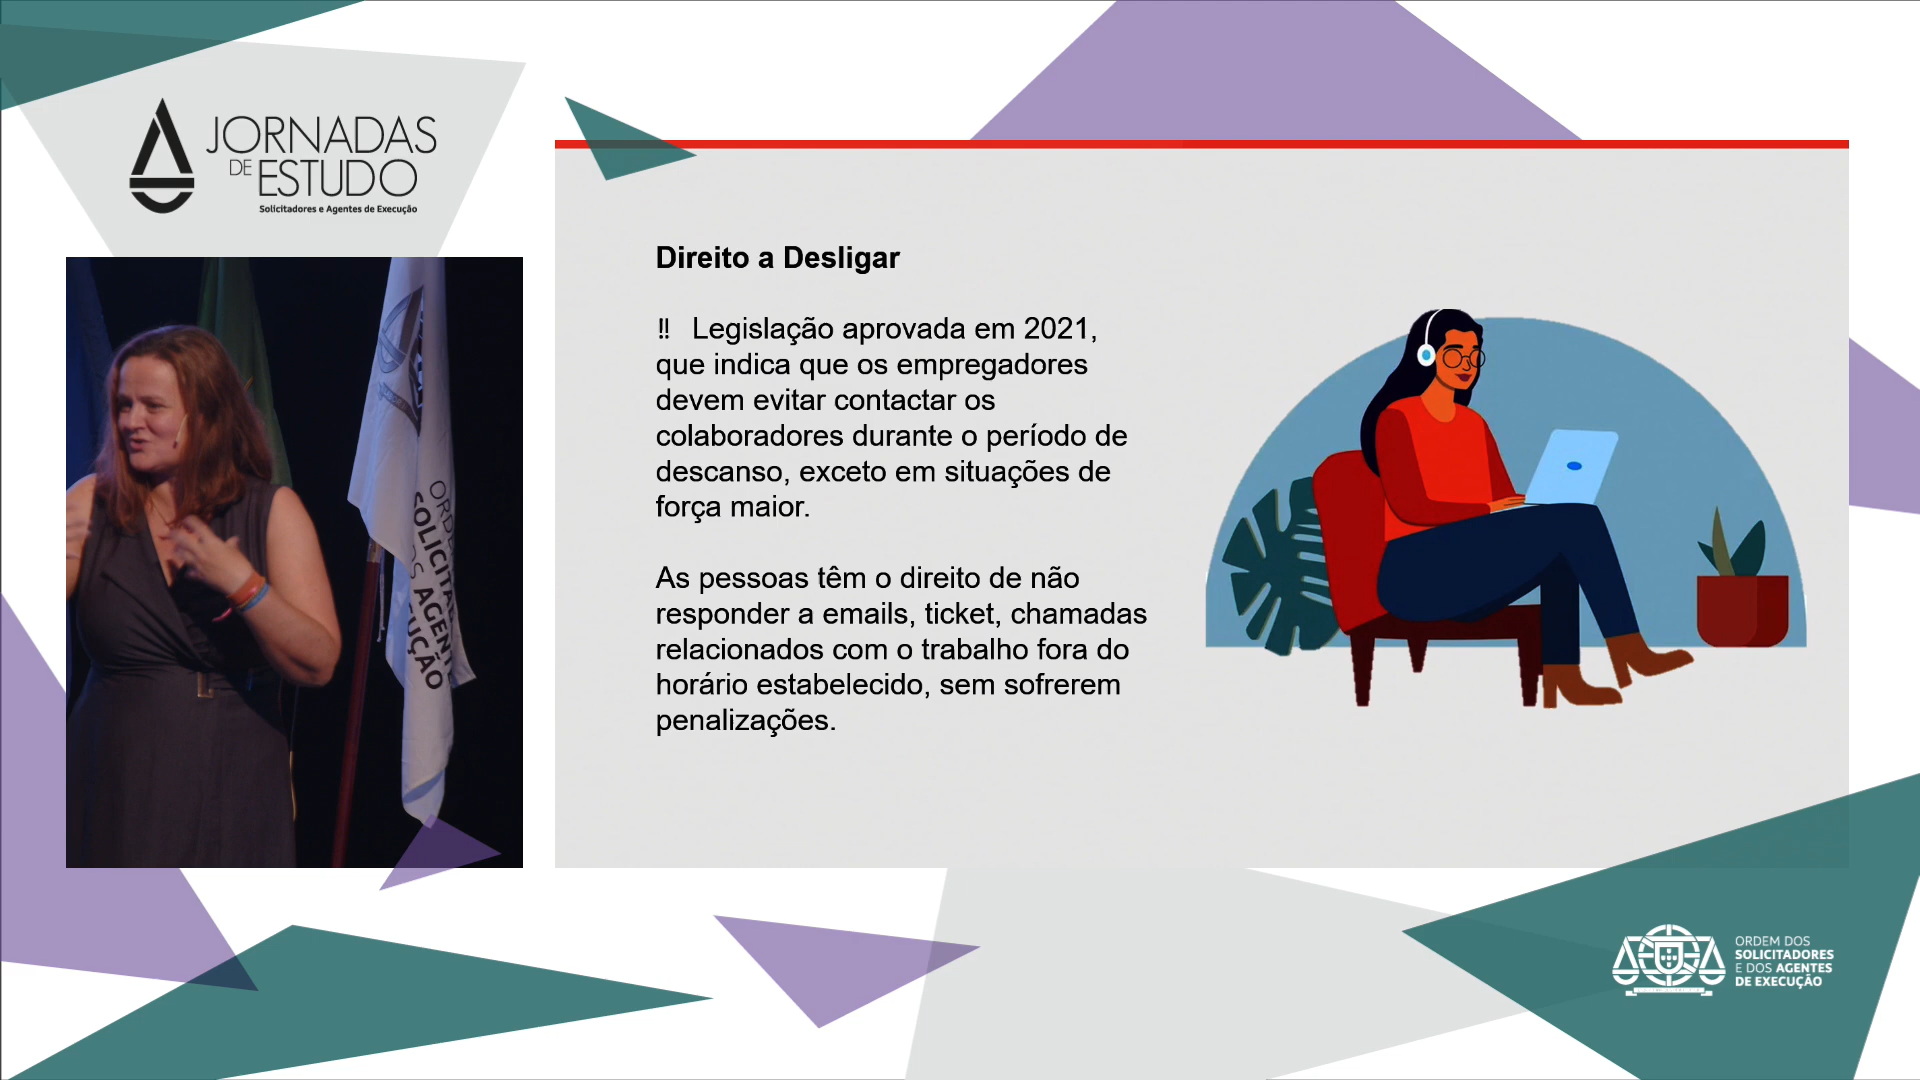 JORNADAS
DE ESTUDO
Solicitadores e Agentes de Execução
Direito a Desligar
‼ Legislação aprovada em 2021,
que indica que os empregadores
devem evitar contactar os
colaboradores durante o período de
descanso, exceto em situações de
força maior.
As pessoas têm o direito de não
responder a emails, ticket, chamadas
relacionados com o trabalho fora do
horário estabelecido, sem sofrerem
penalizações.
ORDEM DOS
SOLICITADORES
E DOS AGENTES
DE EXECUÇÃO